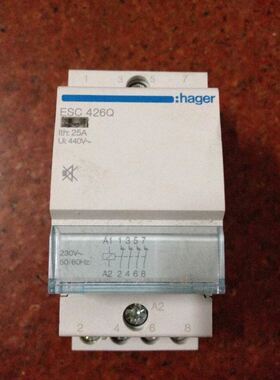 1 3 5 7
:hager
ESC 426Q
Ith: 25A
Ui: 440V~
230V~
50/60Hz
A1 1 3 5 7
A2 2 4 6 8
A2
2 4 6 8